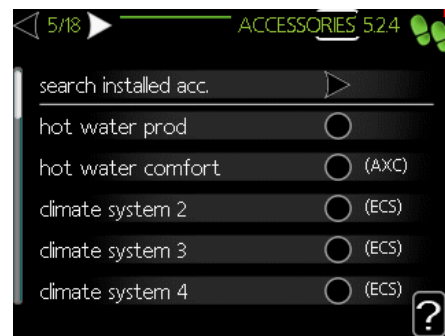 5/18 ACCESSORIES 5.2.4
search installed acc.
hot water prod
hot water comfort (AXC)
climate system 2 (ECS)
climate system 3 (ECS)
climate system 4 (ECS)
?